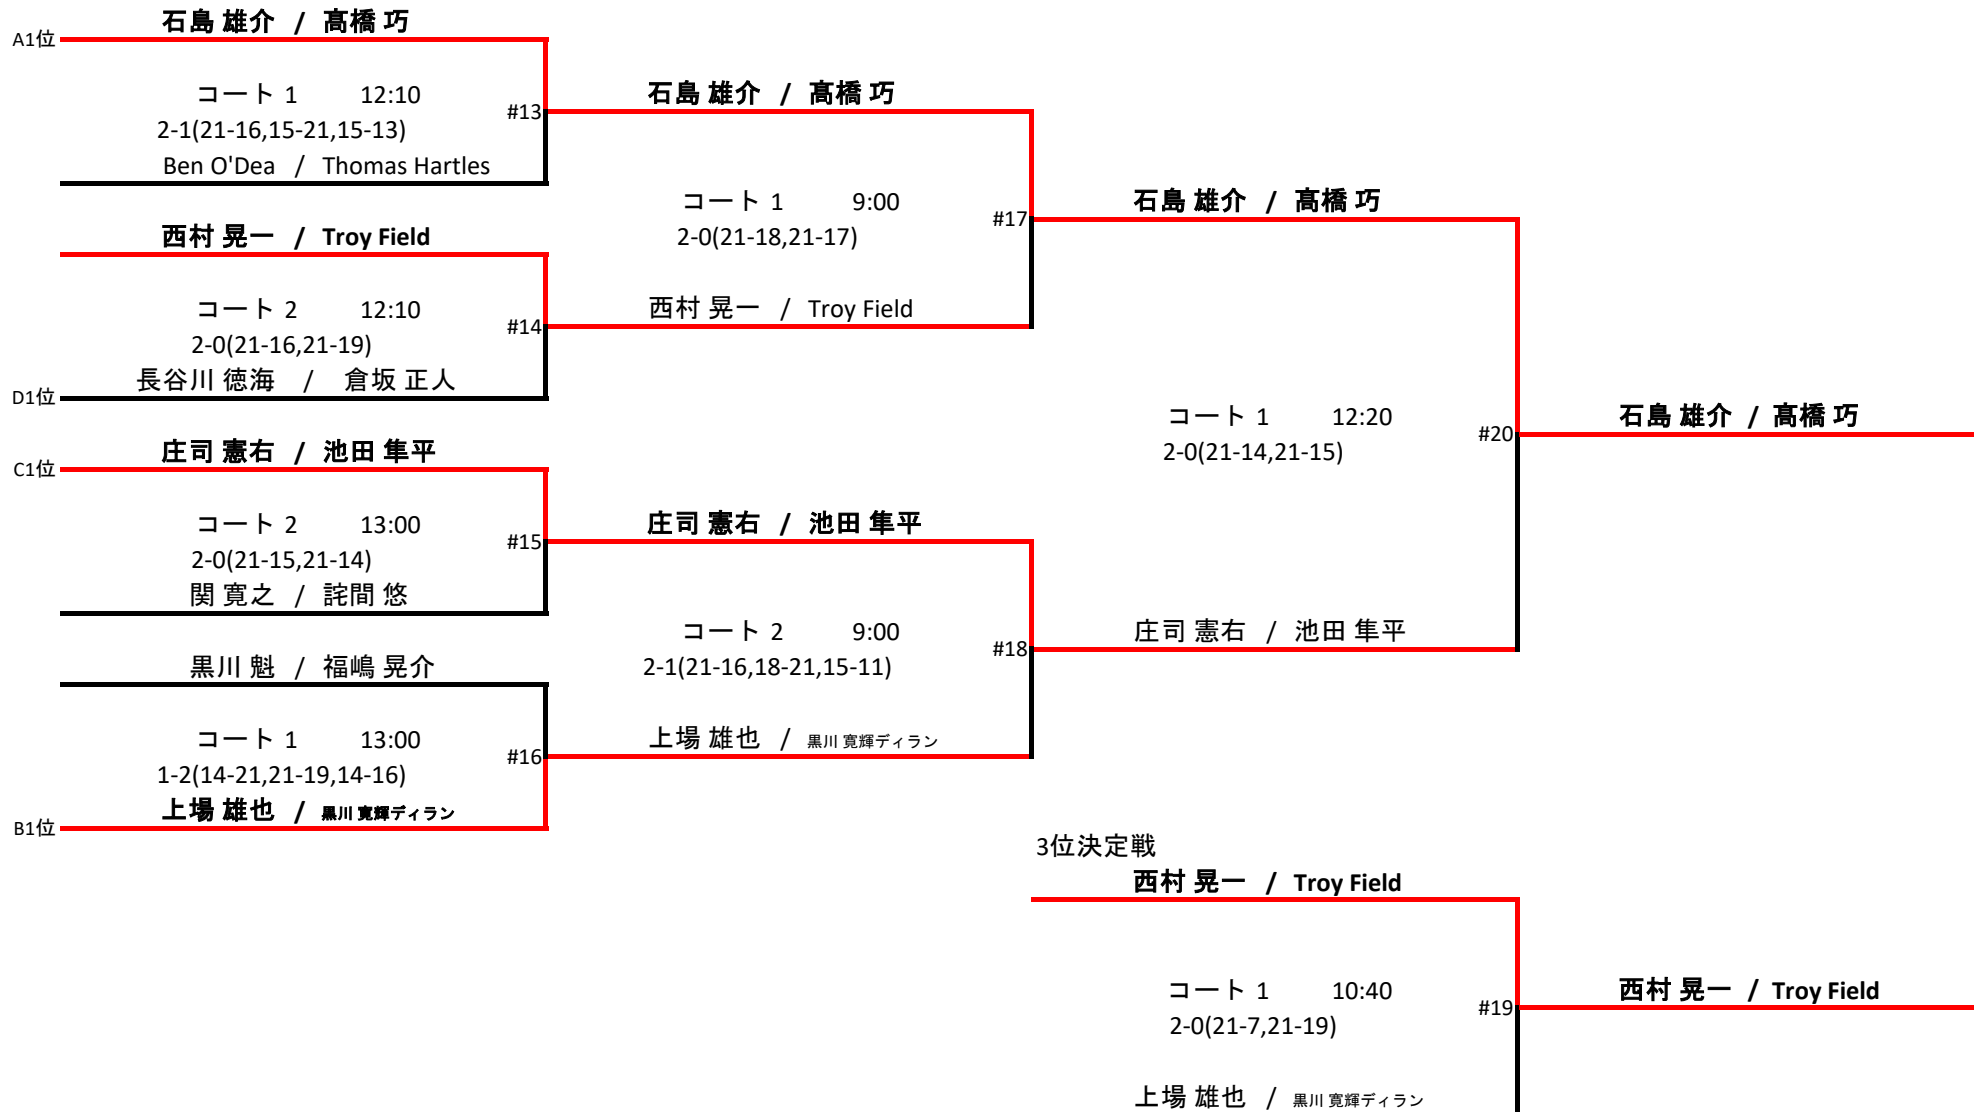 石島 雄介 / 髙橋 巧
A1位
コート 1 12:10
#13
2-1(21-16,15-21,15-13)
Ben O'Dea / Thomas Hartles
石島 雄介 / 髙橋 巧
西村 晃一 / Troy Field
コート 2 12:10
#14
2-0(21-16,21-19)
長谷川 徳海 / 倉坂 正人
D1位
コート 1 9:00
#17
2-0(21-18,21-17)
西村 晃一 / Troy Field
石島 雄介 / 髙橋 巧
庄司 憲右 / 池田 隼平
C1位
コート 2 13:00
#15
2-0(21-15,21-14)
関 寛之 / 詫間 悠
庄司 憲右 / 池田 隼平
黒川 魁 / 福嶋 晃介
コート 1 13:00
#16
1-2(14-21,21-19,14-16)
上場 雄也 / 黒川 寛輝ディラン
B1位
コート 2 9:00
#18
2-1(21-16,18-21,15-11)
上場 雄也 / 黒川 寛輝ディラン
コート 1 12:20
#20
2-0(21-14,21-15)
庄司 憲右 / 池田 隼平
石島 雄介 / 髙橋 巧
3位決定戦
西村 晃一 / Troy Field
コート 1 10:40
#19
2-0(21-7,21-19)
上場 雄也 / 黒川 寛輝ディラン
西村 晃一 / Troy Field